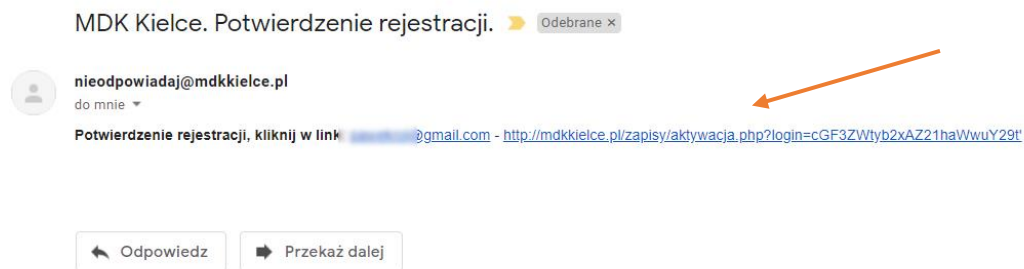 MDK Kielce. Potwierdzenie rejestracji. Odebrane ×
nieodpowiadaj@mdkkielce.pl
do mnie
Potwierdzenie rejestracji, kliknij w link @gmail.com - http://mdkkielce.pl/zapisy/aktywacja.php?login=cGF3ZWtyb2xAZ21haWwuY29t'
Odpowiedz Przekaż dalej